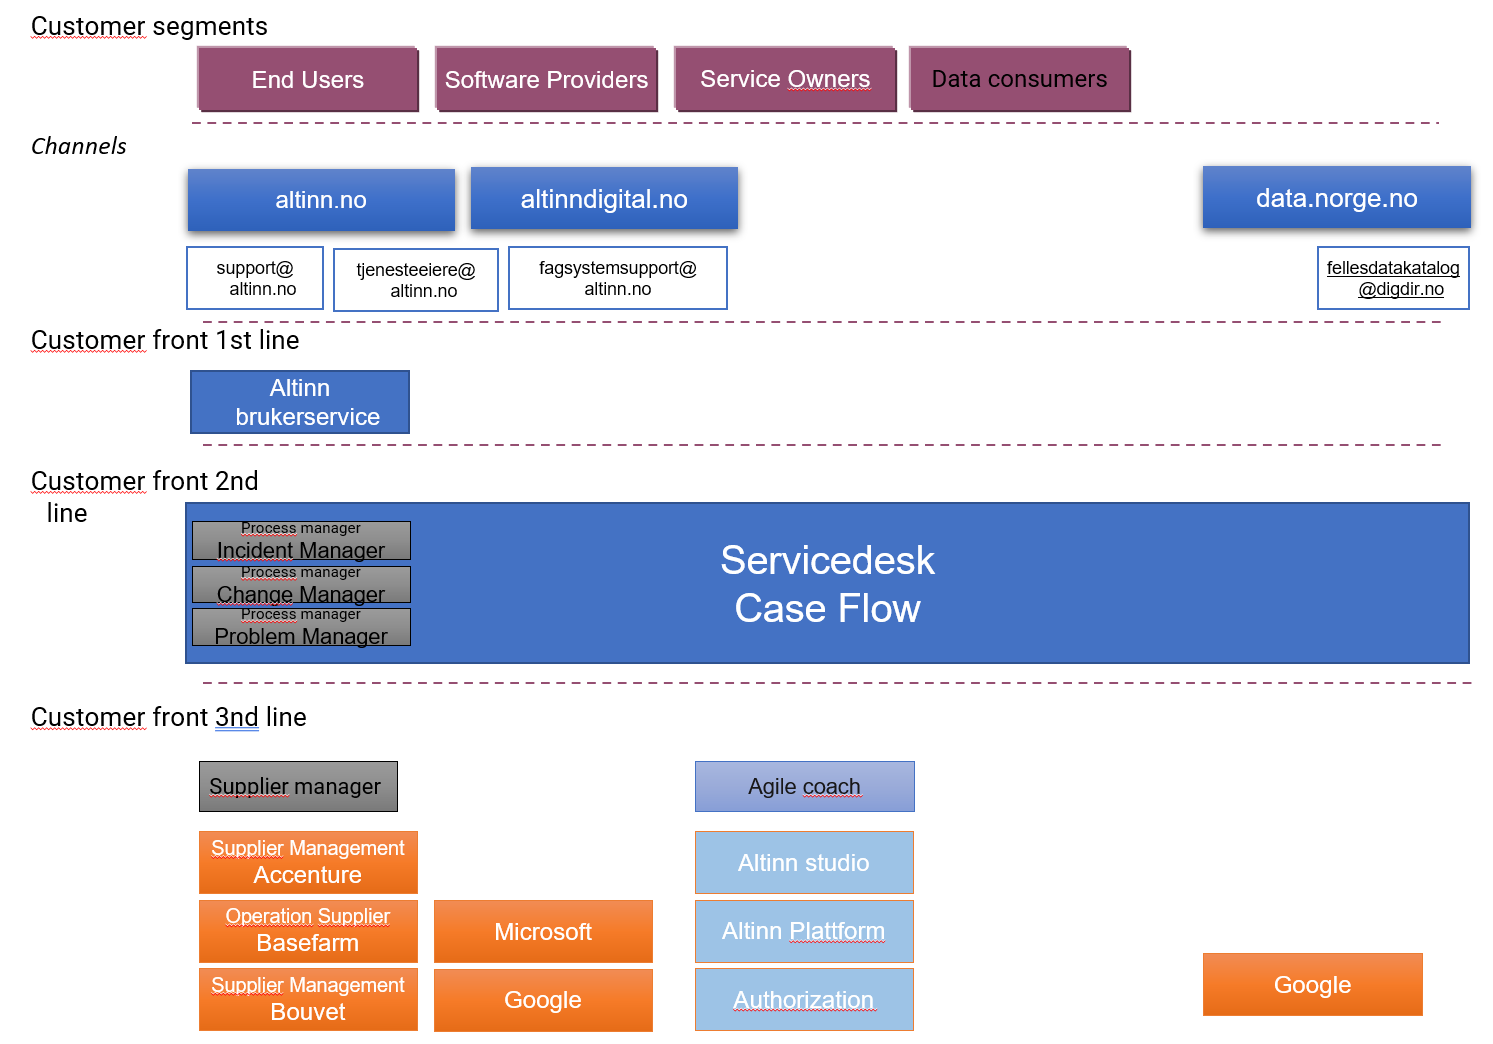 Customer segments
End Users
Software Providers
Service Owners
Data consumers
Channels
altinn.no
altinndigital.no
data.norge.no
support@
altinn.no
tjenesteeiere@
altinn.no
fagsystemsupport@
altinn.no
fellesdatakatalog
@digdir.no
Customer front 1st line
Altinn
brukerservice
Customer front 2nd
line
Process manager
Incident Manager
Process manager
Change Manager
Process manager
Problem Manager
Servicedesk
Case Flow
Customer front 3nd line
Supplier manager
Agile coach
Supplier Management
Accenture
Altinn studio
Operation Supplier
Basefarm
Microsoft
Altinn Plattform
Supplier Management
Bouvet
Google
Authorization
Google